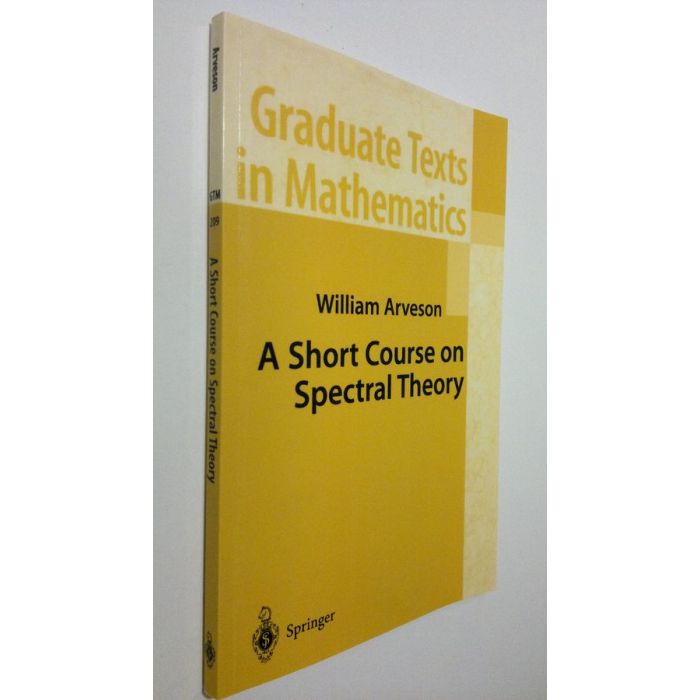 Arveson
GTM
209
A Short Course on Spectral Theory
Graduate Texts
in Mathematics
William Arveson
A Short Course on
Spectral Theory
Springer